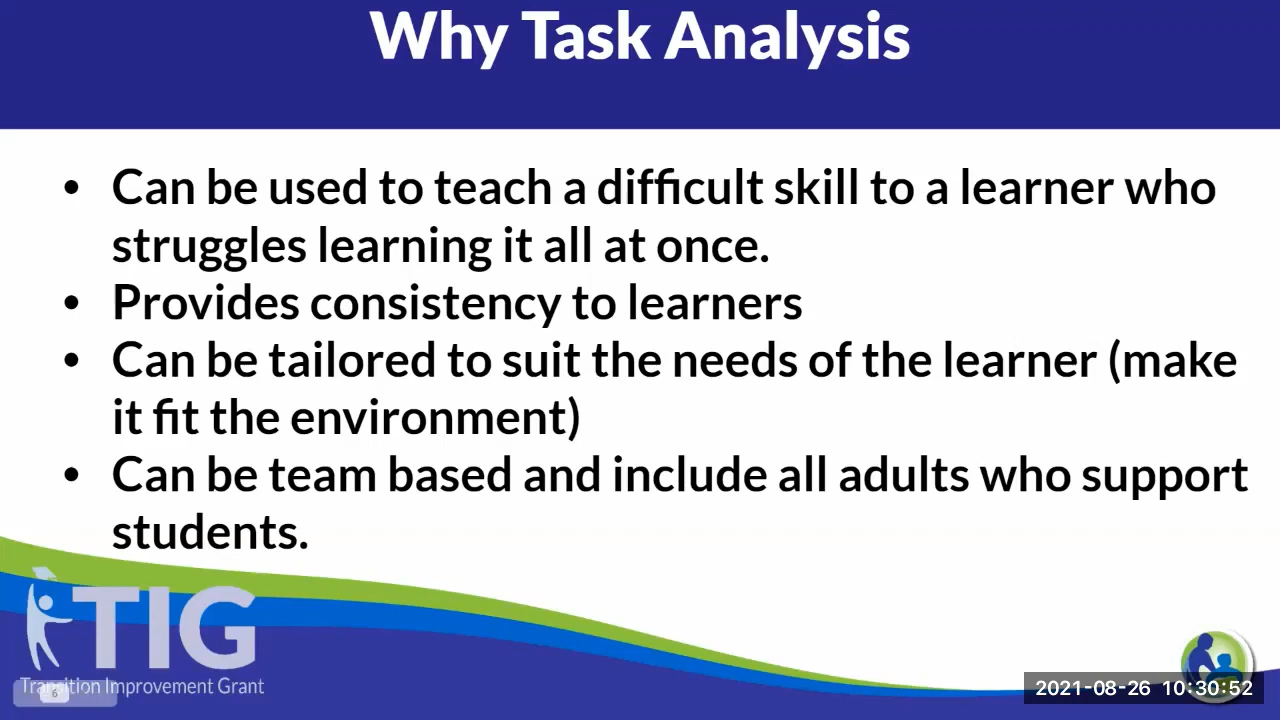 Why Task Analysis
• Can be used to teach a difficult skill to a learner who
struggles learning it all at once.
• Provides consistency to learners
• Can be tailored to suit the needs of the learner (make
it fit the environment)
• Can be team based and include all adults who support
students.
TIG
Transition Improvement Grant
6
2021-08-26 10:30:52